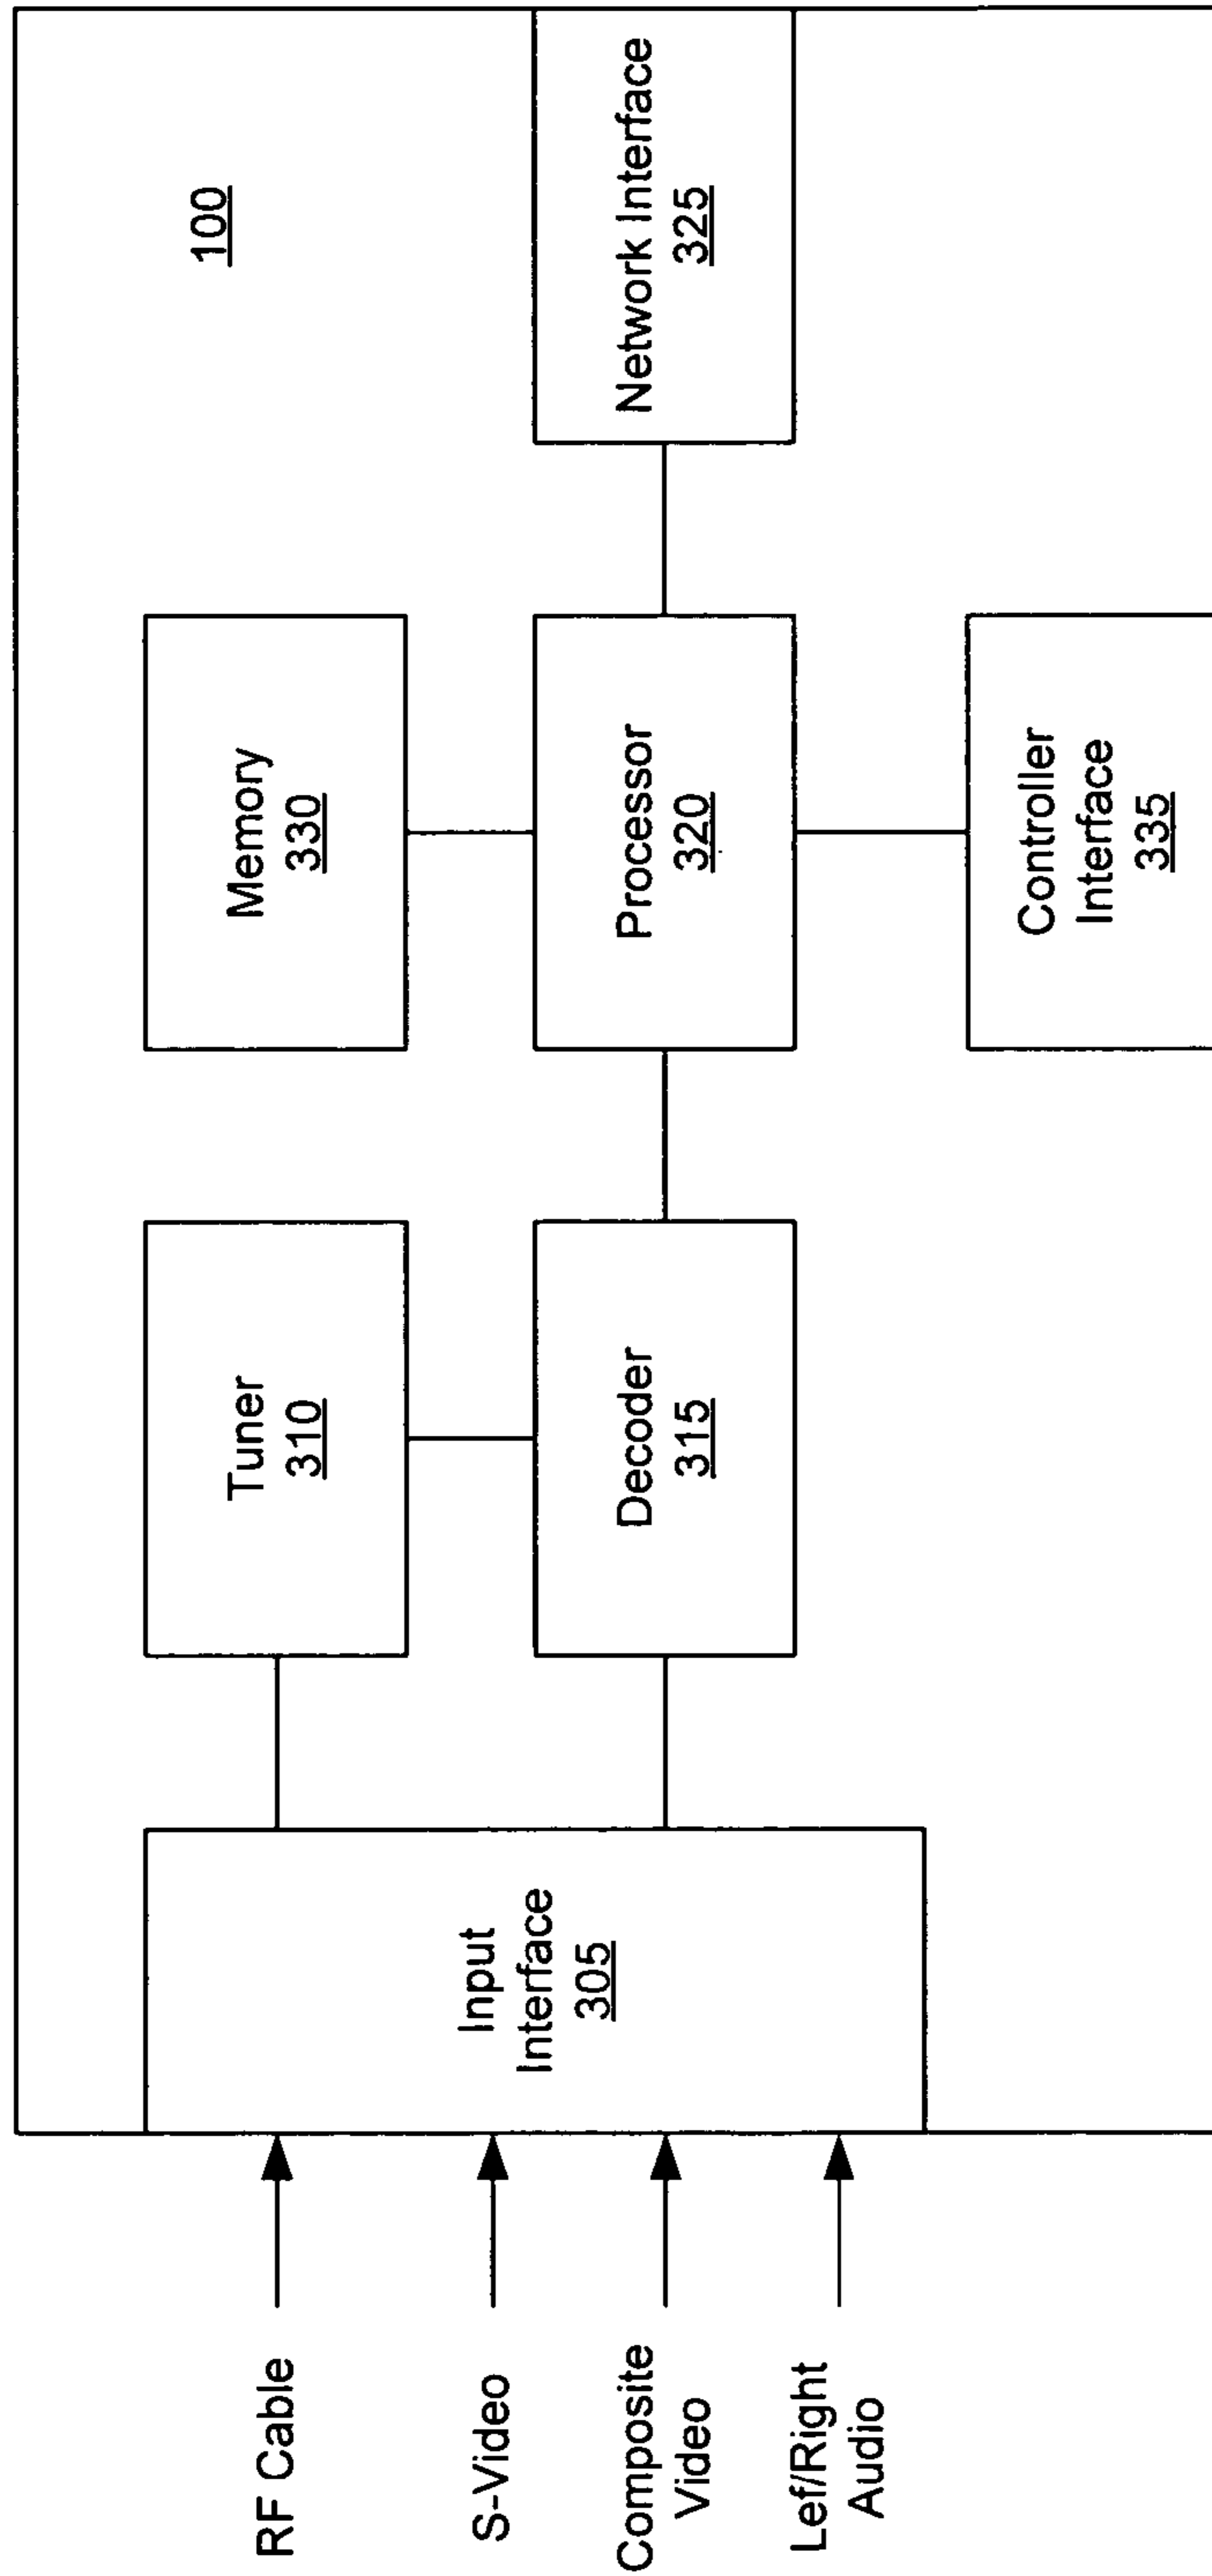 RF Cable
S-Video
Composite
Video
Lef/Right
Audio
Input
Interface
305
Tuner
310
Decoder
315
Memory
330
Processor
320
Controller
Interface
335
100
Network Interface
325